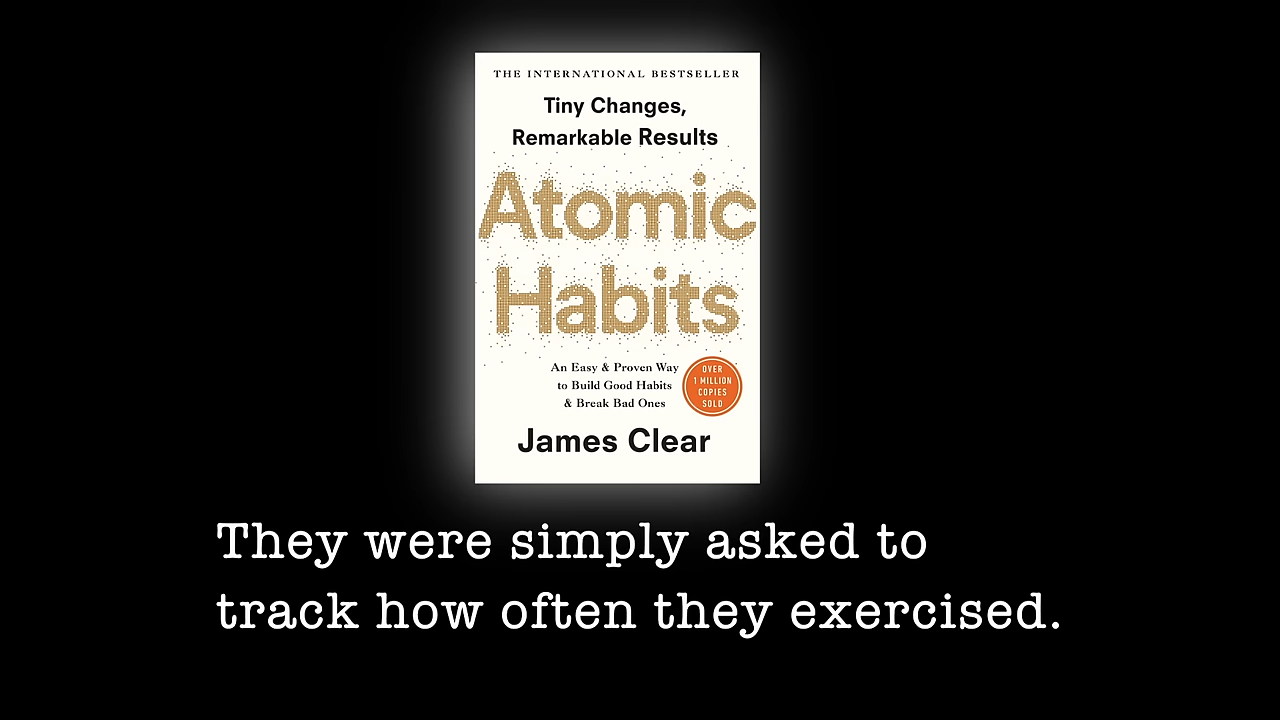 THE INTERNATIONAL BESTSELLER
Tiny Changes,
Remarkable Results
Atomic
Habits
An Easy & Proven Way
to Build Good Habits
& Break Bad Ones
OVER
1 MILLION
COPIES
SOLD
James Clear
They were simply asked to
track how often they exercised.